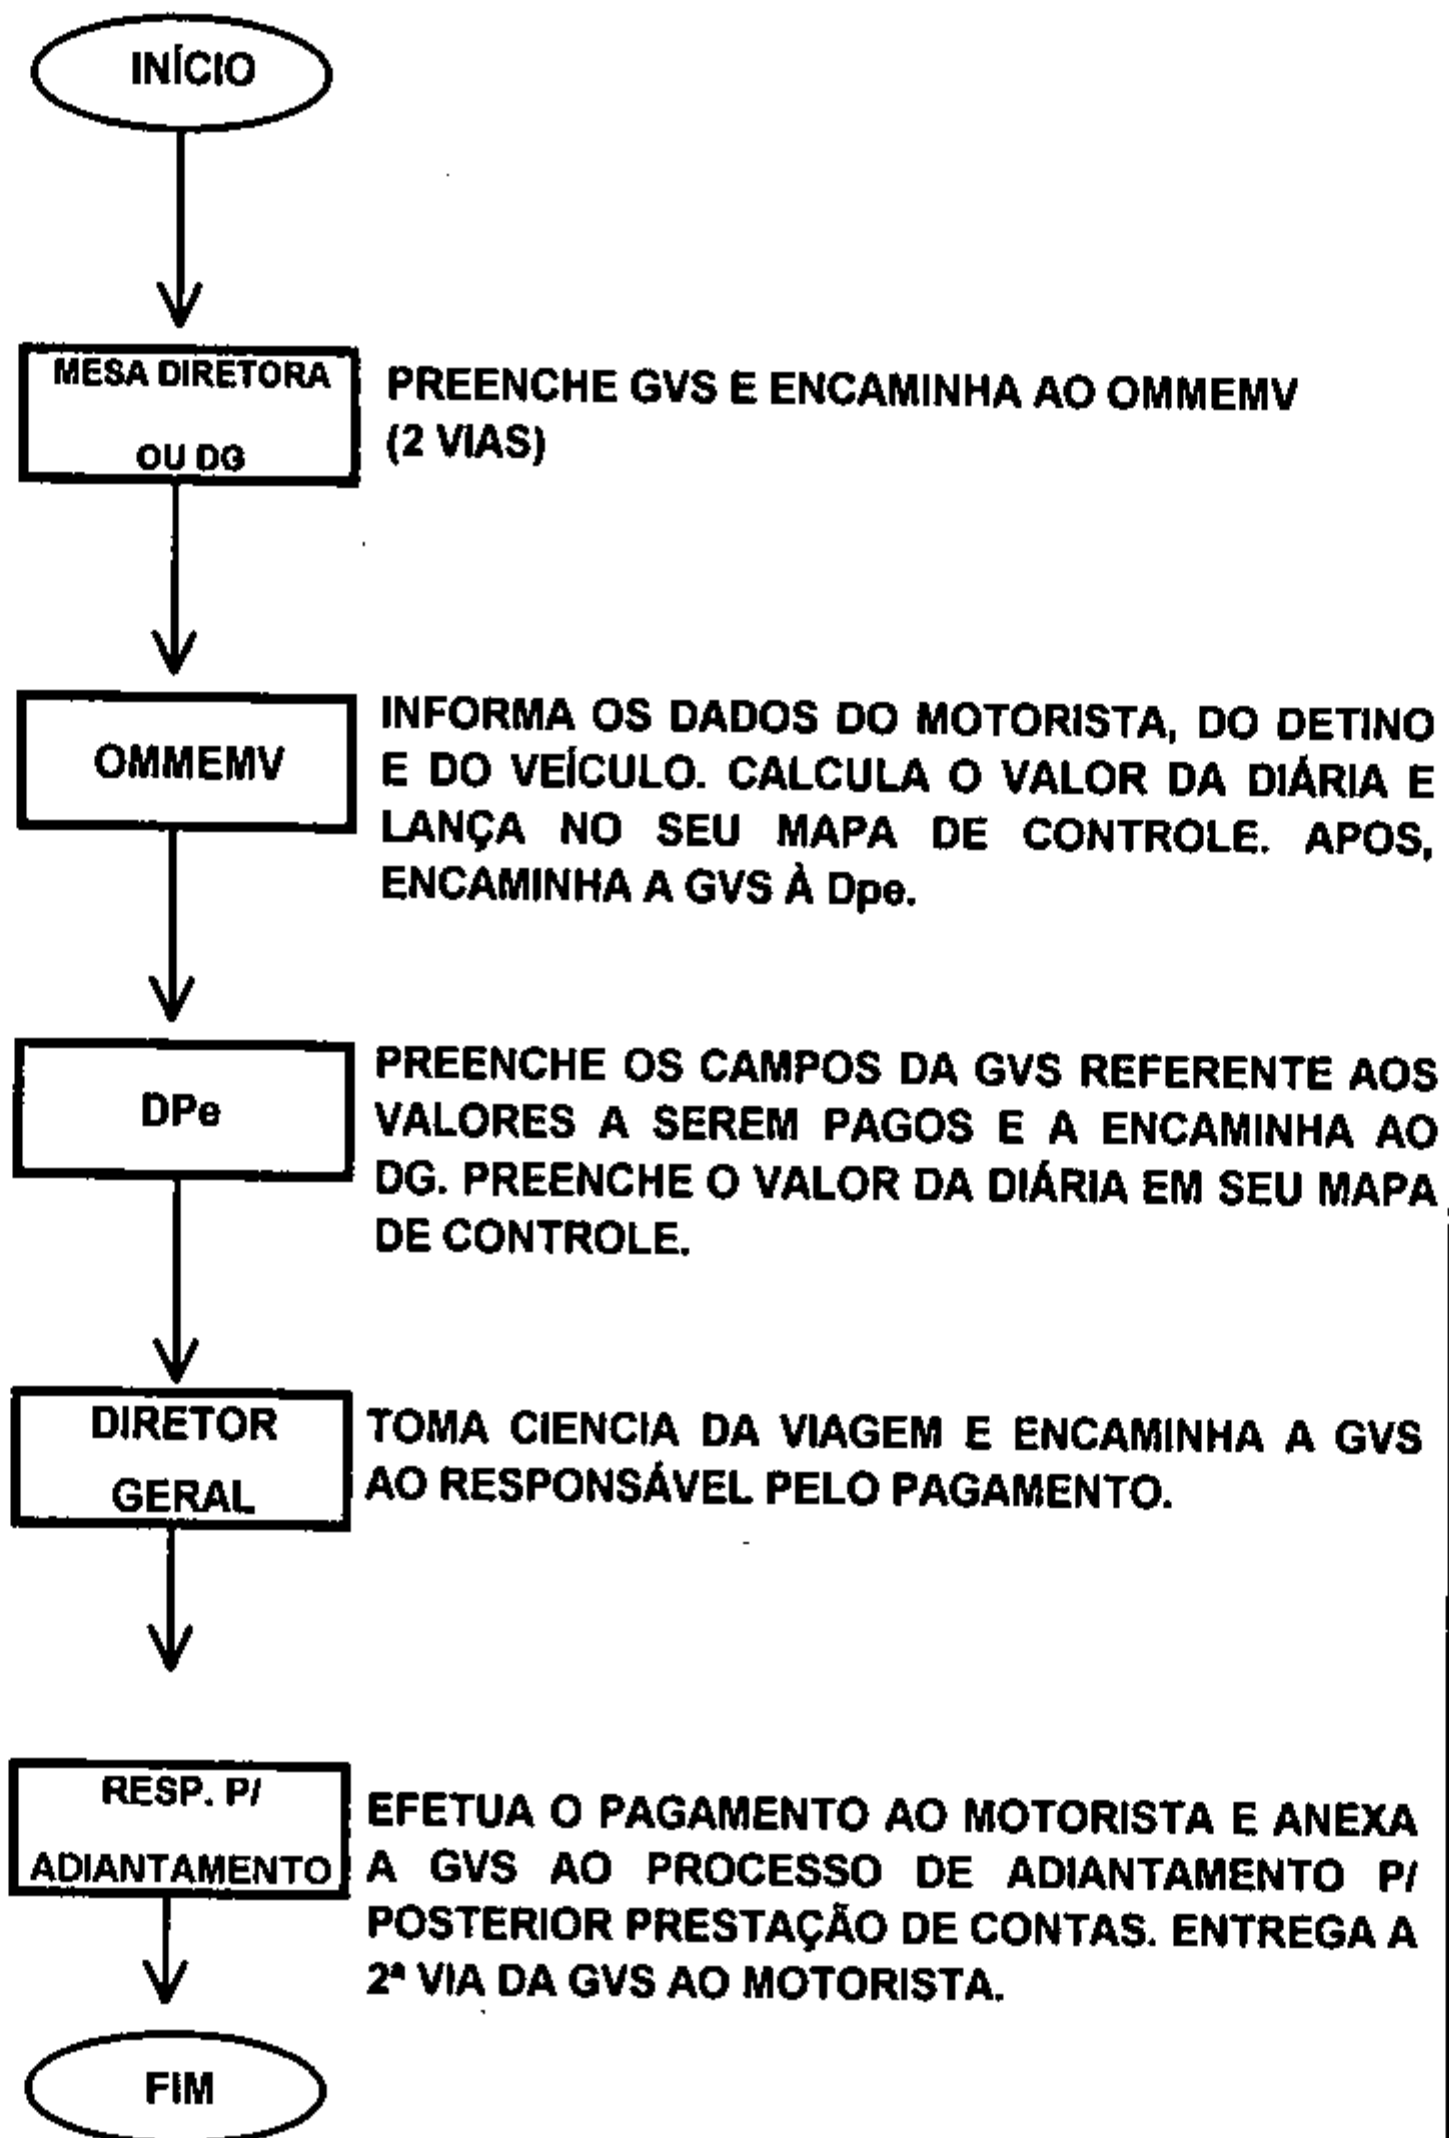 INÍCIO
MESA DIRETORA
OU DG
PREENCHE GVS E ENCAMINHA AO OMMEMV
(2 VIAS)
OMMEMV
INFORMA OS DADOS DO MOTORISTA, DO DETINO
E DO VEÍCULO. CALCULA O VALOR DA DIÁRIA E
LANÇA NO SEU MAPA DE CONTROLE. APOS,
ENCAMINHA A GVS À Dpe.
DPe
PREENCHE OS CAMPOS DA GVS REFERENTE AOS
VALORES A SEREM PAGOS E A ENCAMINHA AO
DG. PREENCHE O VALOR DA DIÁRIA EM SEU MAPA
DE CONTROLE.
DIRETOR
GERAL
TOMA CIENCIA DA VIAGEM E ENCAMINHA A GVS
AO RESPONSÁVEL PELO PAGAMENTO.
RESP. P/
ADIANTAMENTO
EFETUA O PAGAMENTO AO MOTORISTA E ANEXA
A GVS AO PROCESSO DE ADIANTAMENTO P/
POSTERIOR PRESTAÇÃO DE CONTAS. ENTREGA A
2ª VIA DA GVS AO MOTORISTA.
FIM